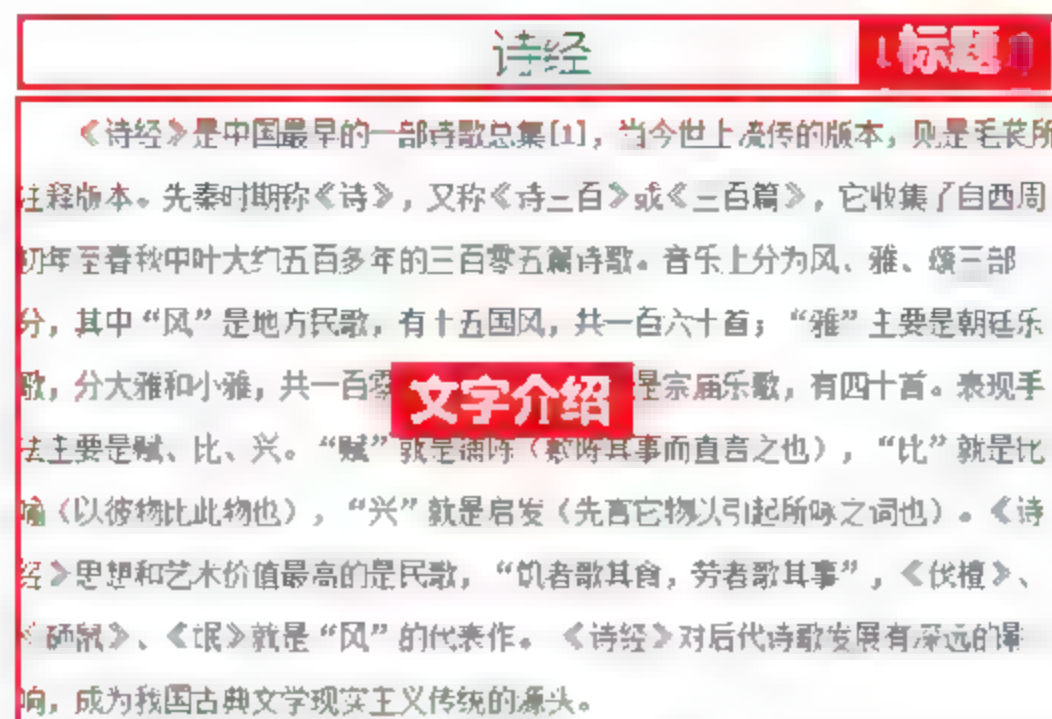 诗经
标题
《诗经》是中国最早的一部诗歌总集[1]，当今世上流传的版本，则是毛苌所
注释版本。先秦时期称《诗》，又称《诗三百》或《三百篇》，它收集了自西周
初年至春秋中叶大约五百多年的三百零五篇诗歌。音乐上分为风、雅、颂三部
分，其中“风”是地方民歌，有十五国风，共一百六十首；“雅”主要是朝廷乐
歌，分大雅和小雅，共一百零
文字介绍
是宗庙乐歌，有四十首。表现手
法主要是赋、比、兴。“赋”就是铺陈（敷陈其事而直言之也），“比”就是比
喻（以彼物比此物也），“兴”就是启发（先言它物以引起所咏之词也）。《诗
经》思想和艺术价值最高的是民歌，“饥者歌其食，劳者歌其事”，《伐檀》、
《硕鼠》、《氓》就是“风”的代表作。《诗经》对后代诗歌发展有深远的影
响，成为我国古典文学现实主义传统的源头。